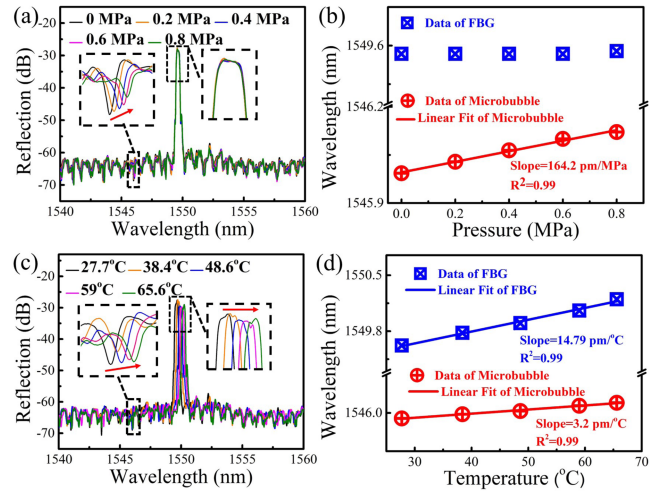 (a)
0 MPa 0.2 MPa 0.4 MPa
0.6 MPa 0.8 MPa
Reflection (dB)
-20
-30
-40
-50
-60
-70
1540 1545 1550 1555 1560
Wavelength (nm)
(b)
Data of FBG
Wavelength (nm)
1549.6
1546.2
1545.9
Data of Microbubble
Linear Fit of Microbubble
Slope=164.2 pm/MPa
R²=0.99
0.0 0.2 0.4 0.6 0.8
Pressure (MPa)
(c)
27.7°C 38.4°C 48.6°C
59°C 65.6°C
Reflection (dB)
-20
-30
-40
-50
-60
-70
1540 1545 1550 1555 1560
Wavelength (nm)
(d)
Data of FBG
Linear Fit of FBG
Wavelength (nm)
1550.5
1549.8
1546.0
Slope=14.79 pm/°C
R²=0.99
Data of Microbubble
Linear Fit of Microbubble
Slope=3.2 pm/°C
R²=0.99
30 40 50 60 70
Temperature (°C)